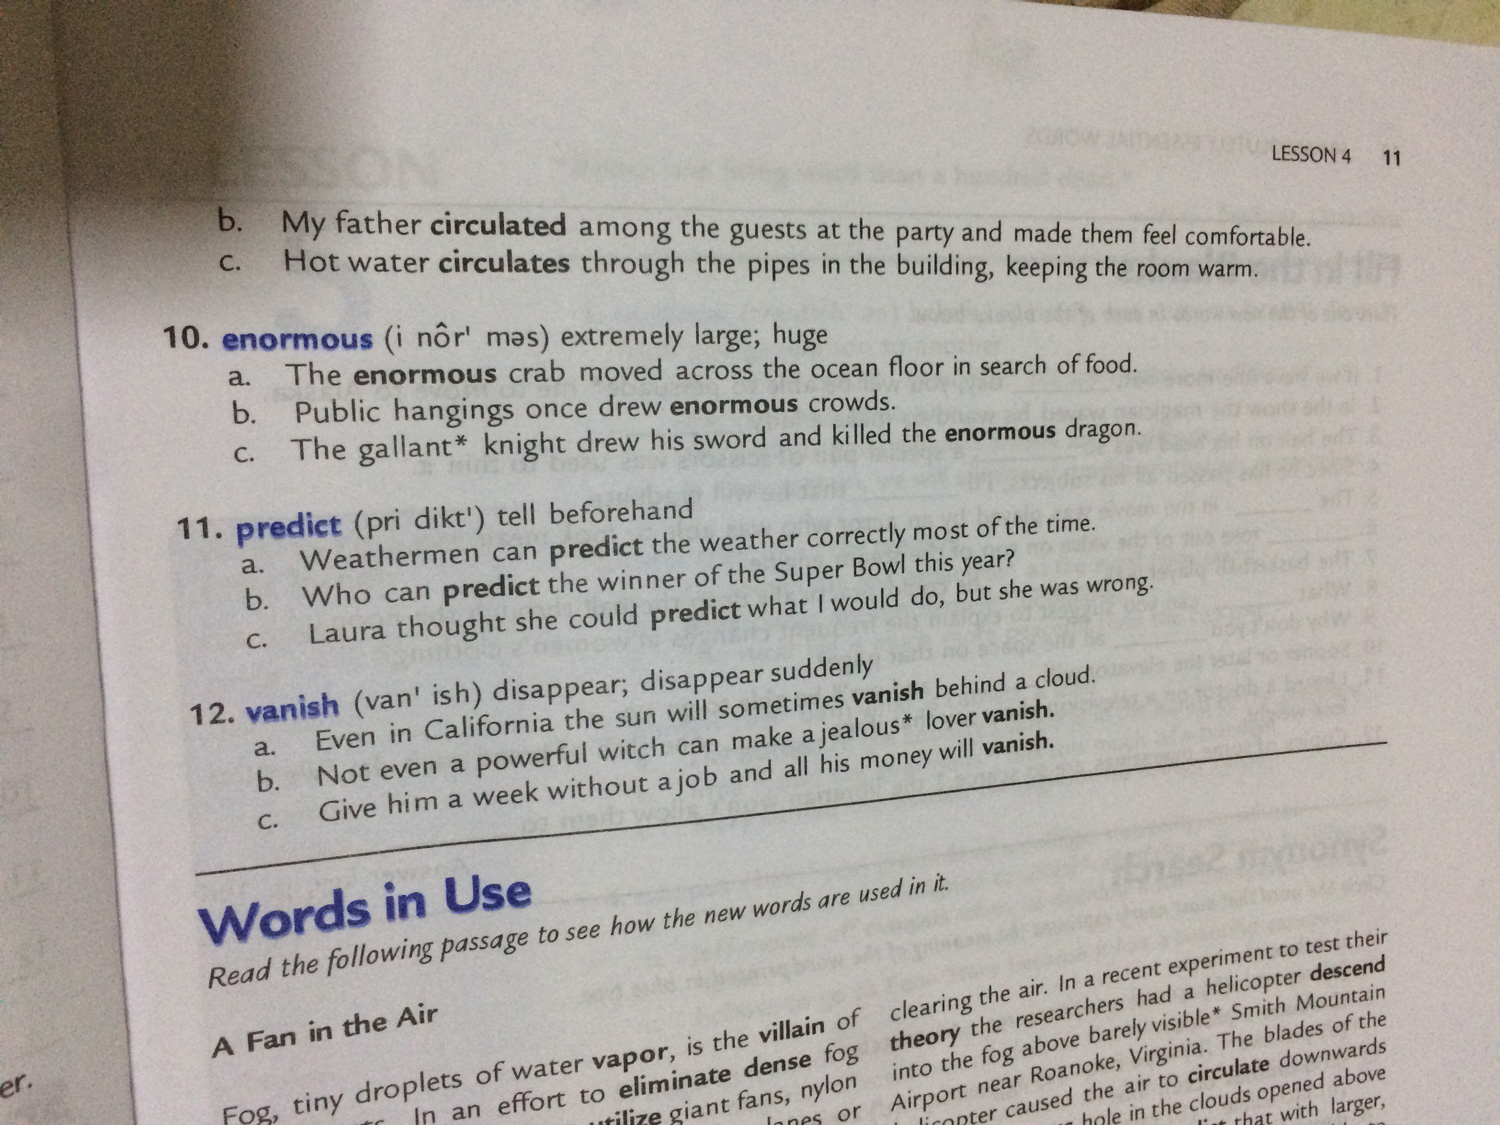 LESSON 4 11
b. My father circulated among the guests at the party and made them feel comfortable.
c. Hot water circulates through the pipes in the building, keeping the room warm.
10. enormous (i nôr' məs) extremely large; huge
a. The enormous crab moved across the ocean floor in search of food.
b. Public hangings once drew enormous crowds.
c. The gallant* knight drew his sword and killed the enormous dragon.
11. predict (pri dikt') tell beforehand
a. Weathermen can predict the weather correctly most of the time.
b. Who can predict the winner of the Super Bowl this year?
c. Laura thought she could predict what I would do, but she was wrong.
12. vanish (van' ish) disappear; disappear suddenly
a. Even in California the sun will sometimes vanish behind a cloud.
b. Not even a powerful witch can make a jealous* lover vanish.
c. Give him a week without a job and all his money will vanish.
Words in Use
Read the following passage to see how the new words are used in it.
A Fan in the Air
Fog, tiny droplets of water vapor, is the villain of
In an effort to eliminate dense fog
giant fans, nylon
or
clearing the air. In a recent experiment to test their
theory the researchers had a helicopter descend
into the fog above barely visible* Smith Mountain
Airport near Roanoke, Virginia. The blades of the
caused the air to circulate downwards
hole in the clouds opened above
that with larger,
er.